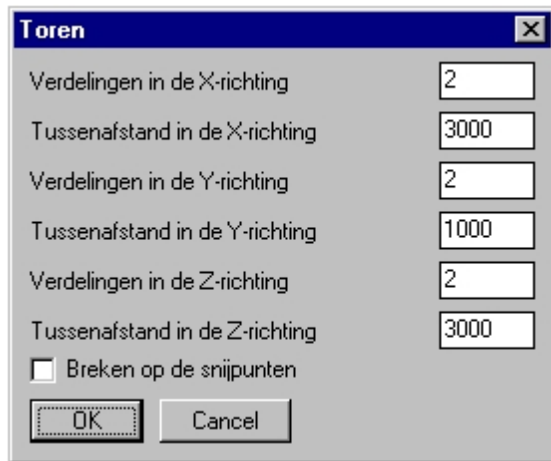 Toren
Verdelingen in de X-richting 2
Tussenafstand in de X-richting 3000
Verdelingen in de Y-richting 2
Tussenafstand in de Y-richting 1000
Verdelingen in de Z-richting 2
Tussenafstand in de Z-richting 3000
Breken op de snijpunten
OK Cancel